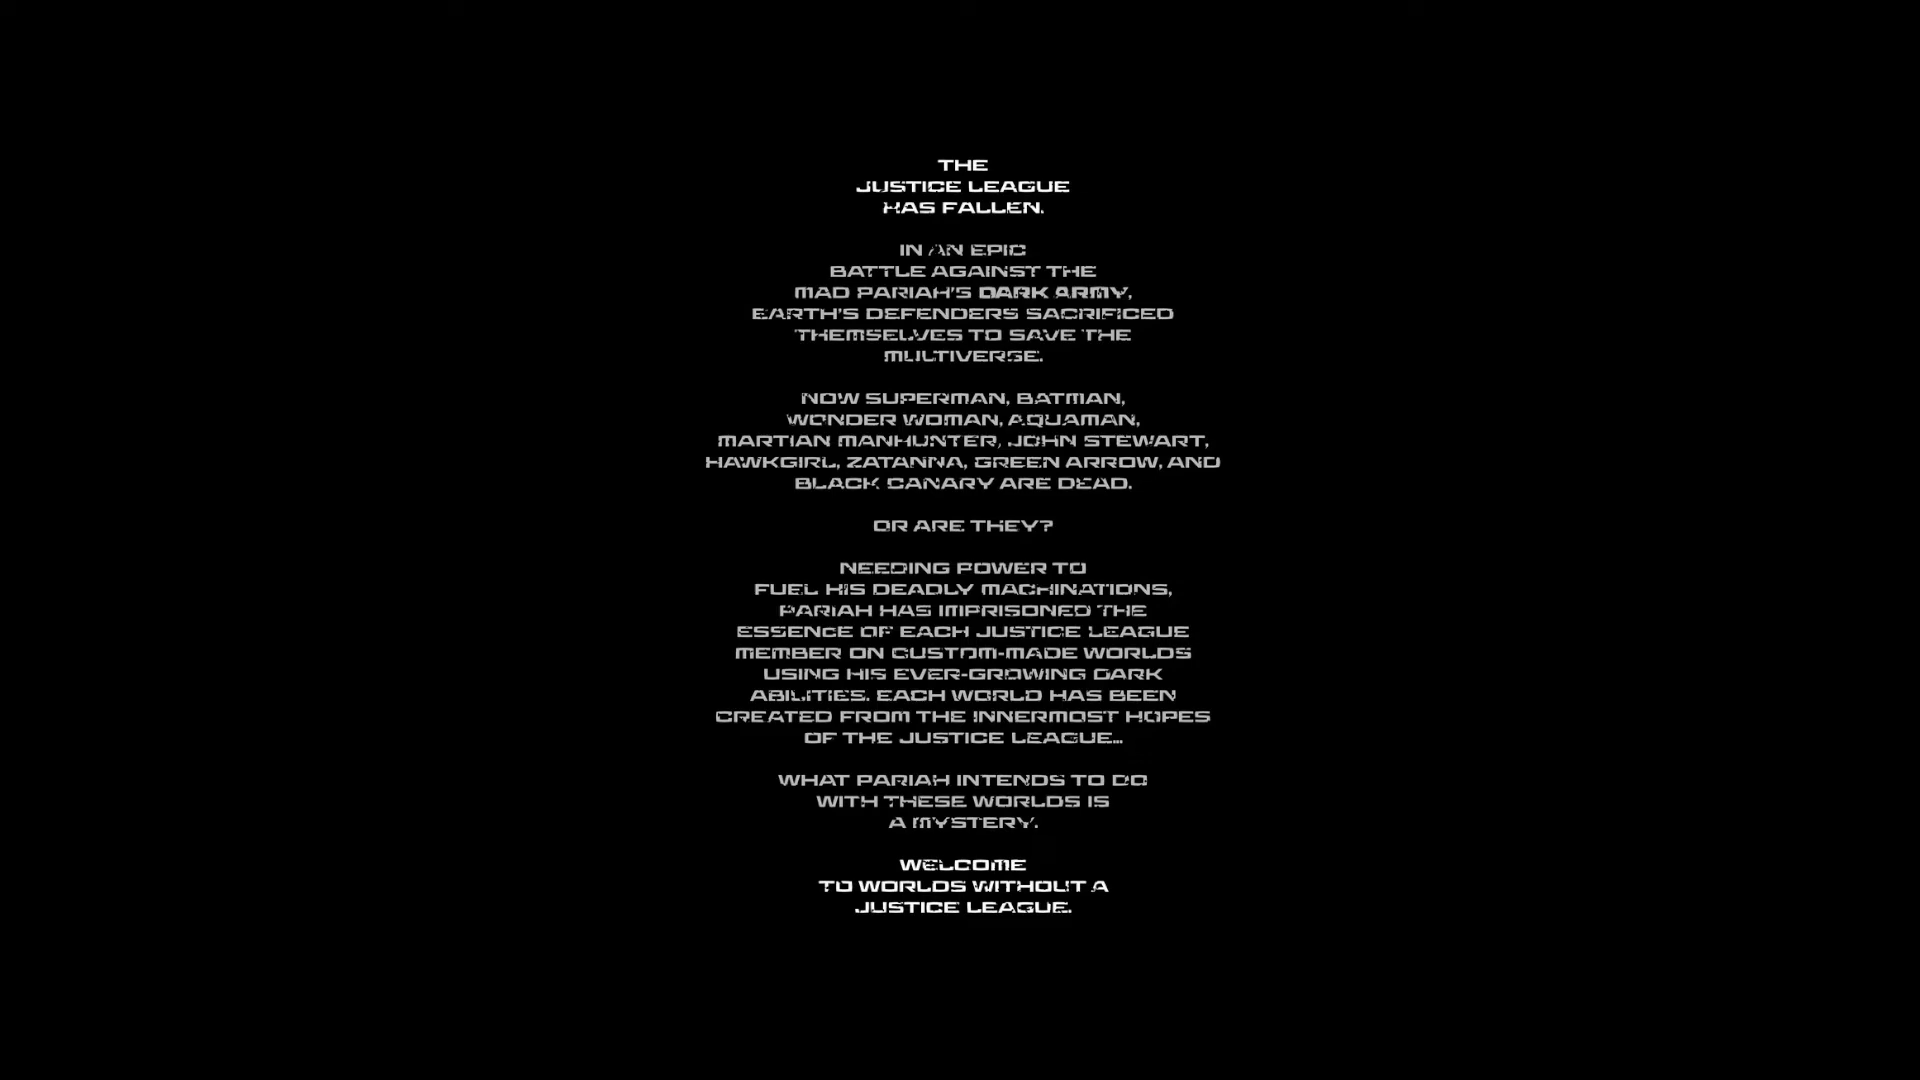 THE
JUSTICE LEAGUE
HAS FALLEN.
IN AN EPIC
BATTLE AGAINST THE
MAD PARIAH'S DARK ARMY,
EARTH'S DEFENDERS SACRIFICED
THEMSELVES TO SAVE THE
MULTIVERSE.
NOW SUPERMAN, BATMAN,
WONDER WOMAN, AQUAMAN,
MARTIAN MANHUNTER, JOHN STEWART,
HAWKGIRL, ZATANNA, GREEN ARROW, AND
BLACK CANARY ARE DEAD.
OR ARE THEY?
NEEDING POWER TO
FUEL HIS DEADLY MACHINATIONS,
PARIAH HAS IMPRISONED THE
ESSENCE OF EACH JUSTICE LEAGUE
MEMBER ON CUSTOM-MADE WORLDS
USING HIS EVER-GROWING DARK
ABILITIES. EACH WORLD HAS BEEN
CREATED FROM THE INNERMOST HOPES
OF THE JUSTICE LEAGUE...
WHAT PARIAH INTENDS TO DO
WITH THESE WORLDS IS
A MYSTERY.
WELCOME
TO WORLDS WITHOUT A
JUSTICE LEAGUE.